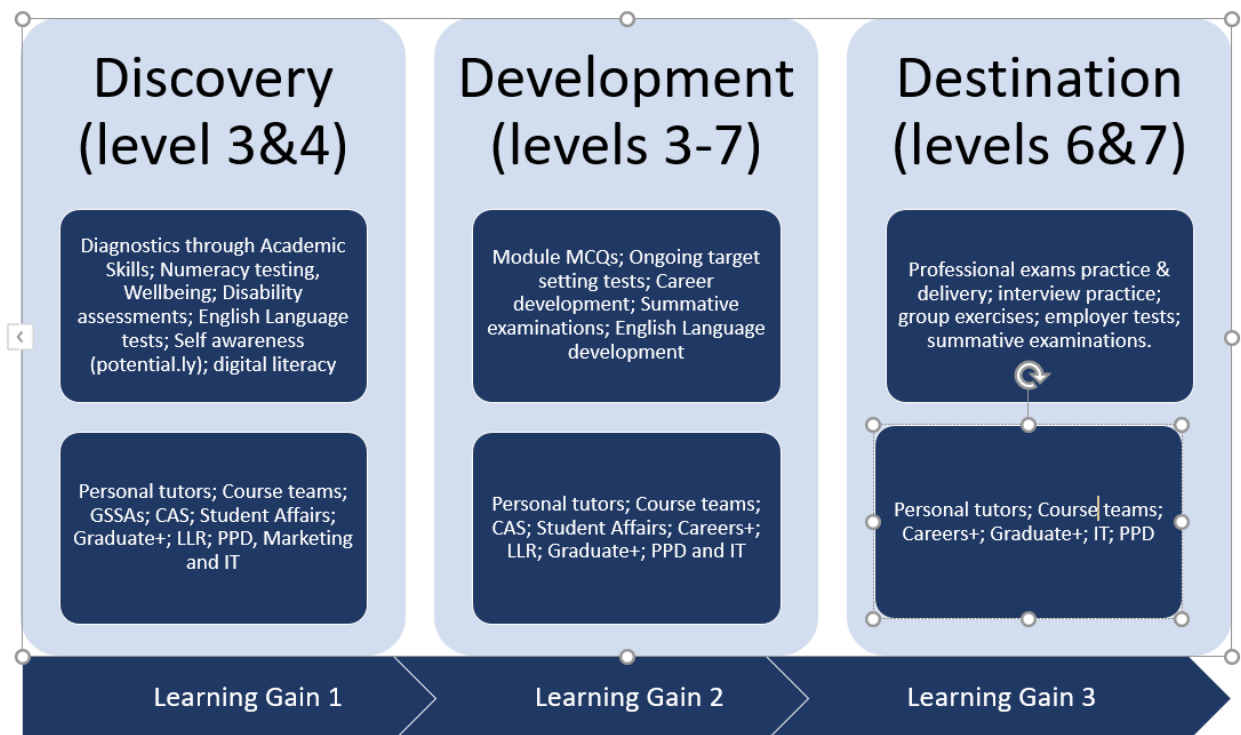 Discovery
(level 3&4)
Diagnostics through Academic
Skills; Numeracy testing,
Wellbeing; Disability
assessments; English Language
tests; Self awareness
(potential.ly); digital literacy
Personal tutors; Course teams;
GSSAs; CAS; Student Affairs;
Graduate+; LLR; PPD, Marketing
and IT
Development
(levels 3-7)
Module MCQs; Ongoing target
setting tests; Career
development; Summative
examinations; English Language
development
Personal tutors; Course teams;
CAS; Student Affairs; Careers+;
LLR; Graduate+; PPD and IT
Destination
(levels 6&7)
Professional exams practice &
delivery; interview practice;
group exercises; employer tests;
summative examinations.
Personal tutors; Course teams;
Careers+; Graduate+; IT; PPD
Learning Gain 1
Learning Gain 2
Learning Gain 3